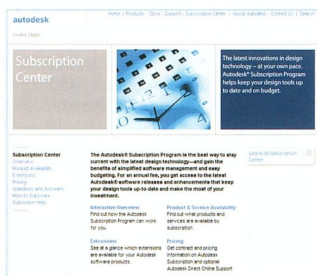 autodesk
Home | Products Store Support Subscription Center | About Autodesk Contact Us | Search
United States
Subscription
Center
The latest innovations in design
technology — at your own pace.
Autodesk® Subscription Program
helps keep your design tools up
to date and on budget.
Subscription Center
Overview
Product Availability
Extensions
Pricing
Questions and Answers
How to Subscribe
Subscriber Help
The Autodesk® Subscription Program is the best way to stay
current with the latest design technology—and gain the
benefits of simplified software management and easy
budgeting. For an annual fee, you get access to the latest
Autodesk® software releases and enhancements that keep
your design tools up-to-date and make the most of your
investment.
Interactive Overview
Find out how the Autodesk
Subscription Program can work
for you.
Product & Service Availability
Find out what products and
services are available by
subscription.
Extensions
See at a glance which extensions
are available for your Autodesk
software products.
Pricing
Get contract and pricing
information on Autodesk
Subscription and optional
Autodesk Direct Online Support
Log in to Subscription
Center